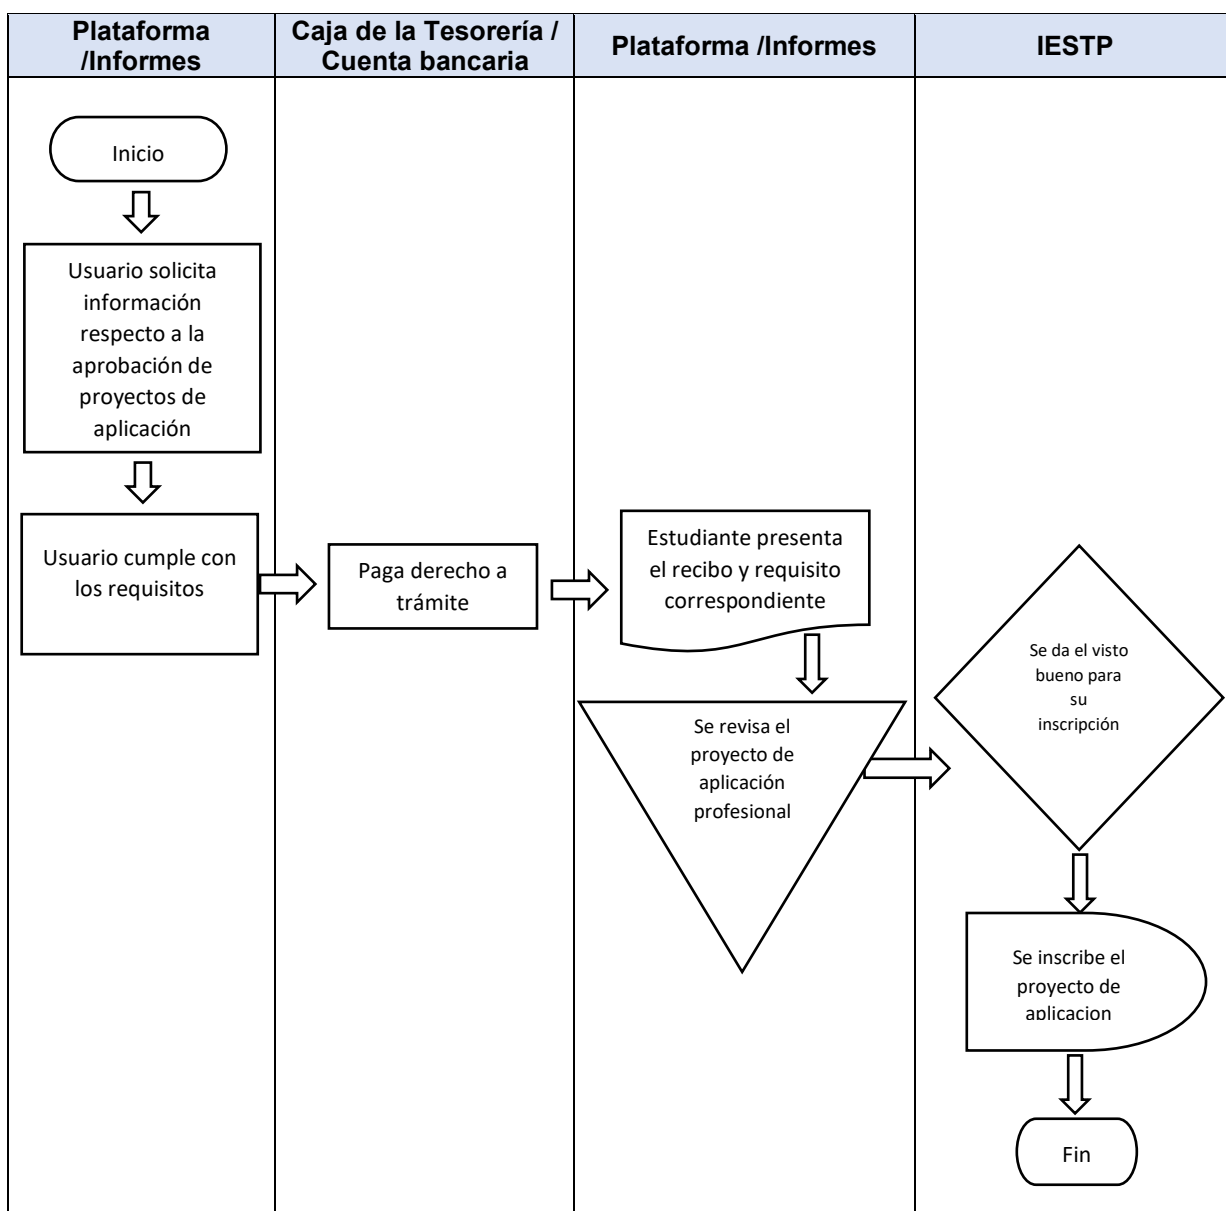 Plataforma
/Informes
Caja de la Tesorería /
Cuenta bancaria
Plataforma /Informes
IESTP
Inicio
Usuario solicita
información
respecto a la
aprobación de
proyectos de
aplicación
Usuario cumple con
los requisitos
Paga derecho a
trámite
Estudiante presenta
el recibo y requisito
correspondiente
Se revisa el
proyecto de
aplicación
profesional
Se da el visto
bueno para
su
inscripción
Se inscribe el
proyecto de
aplicacion
Fin